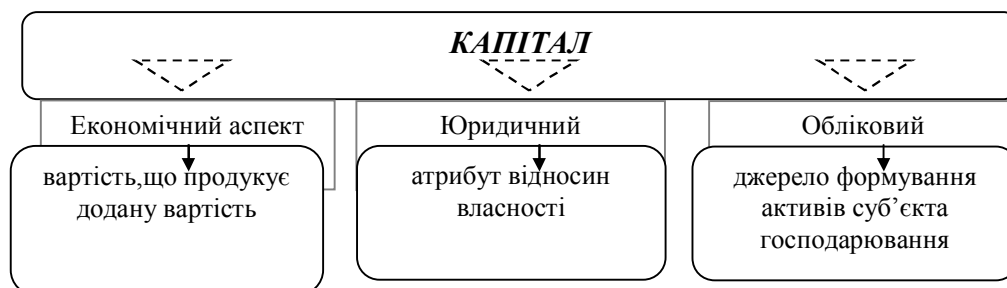 КАПІТАЛ
Економічний аспект
Юридичний
Обліковий
вартість,що продукує
додану вартість
атрибут відносин
власності
джерело формування
активів суб’єкта
господарювання